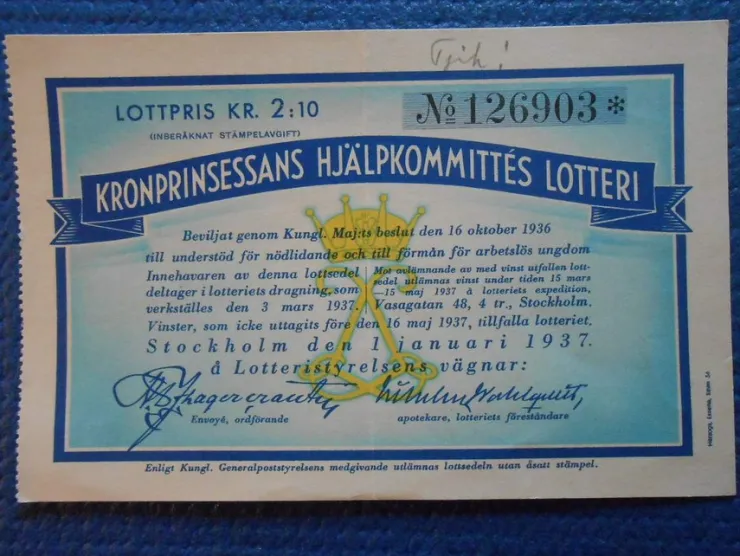 LOTTPRIS KR. 2:10
(INBERÄKNAT STÄMPELAVGIFT)
№ 126903*
KRONPRINSESSANS HJÄLPKOMMITTÉS LOTTERI
Beviljat genom Kungl. Maj:ts beslut den 16 oktober 1936
till understöd för nödlidande och till förmån för arbetslös ungdom
Innehavaren av denna lottsedel
deltager i lotteriets dragning, som
verkställes den 3 mars 1937.
Mot avlämnande av med vinst utfallen lott-
sedel utlämnas vinst under tiden 15 mars
—15 maj 1937 å lotteriets expedition,
Vasagatan 48, 4 tr., Stockholm.
Vinster, som icke uttagits före den 16 maj 1937, tillfalla lotteriet.
Stockholm den 1 januari 1937.
å Lotteristyrelsens vägnar:
Envoyé, ordförande
apotekare, lotteriets föreståndare
Enligt Kungl. Generalpoststyrelsens medgivande utlämnas lottsedeln utan åsatt stämpel.